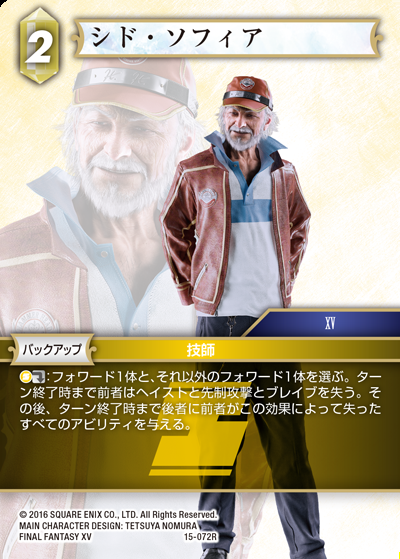 2
シド・ソフィア
XV
バックアップ
技師
:フォワード1体と、それ以外のフォワード1体を選ぶ。ター
ン終了時まで前者はヘイストと先制攻撃とブレイブを失う。そ
の後、ターン終了時まで後者に前者がこの効果によって失った
すべてのアビリティを与える。
© 2016 SQUARE ENIX CO., LTD. All Rights Reserved.
MAIN CHARACTER DESIGN: TETSUYA NOMURA
FINAL FANTASY XV
15-072R